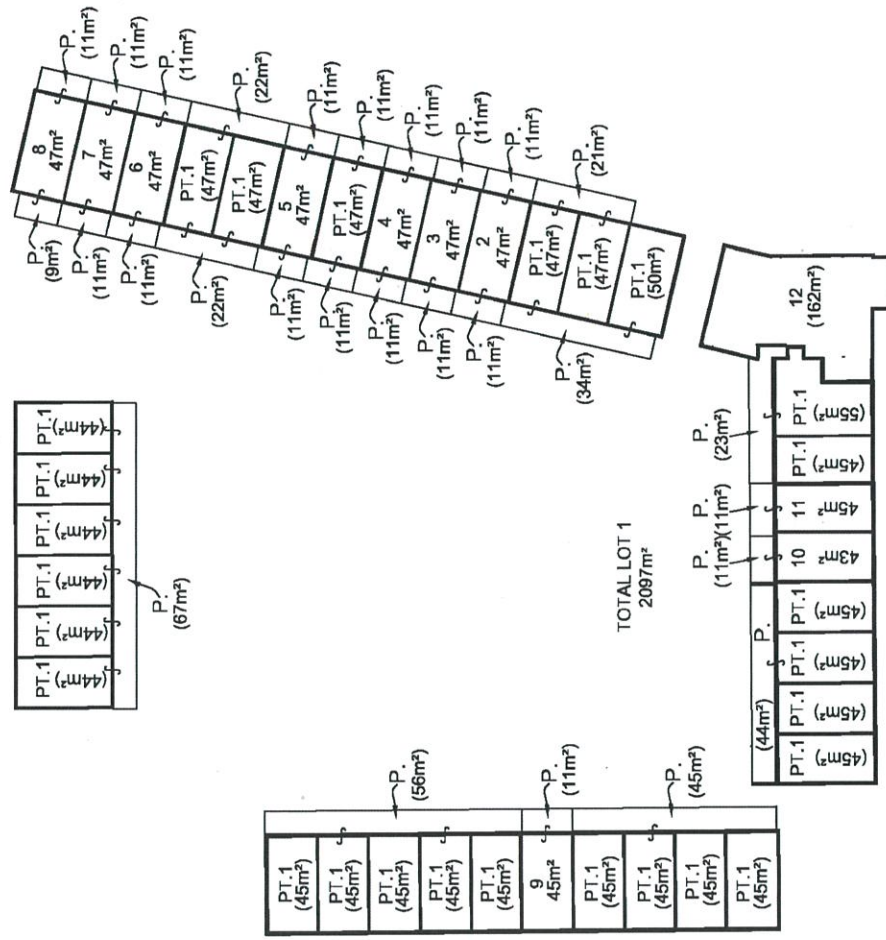 P.
(11m²)
P.
(11m²)
P.
(11m²)
P.
(22m²)
P.
(11m²)
P.
(11m²)
P.
(11m²)
P.
(11m²)
P.
(11m²)
P.
(21m²)
8
47m²
7
47m²
6
47m²
PT.1
(47m²)
PT.1
(47m²)
5
47m²
PT.1
(47m²)
4
47m²
3
47m²
2
47m²
PT.1
(47m²)
PT.1
(47m²)
PT.1
(50m²)
P.
(9m²)
P.
(11m²)
P.
(11m²)
P.
(22m²)
P.
(11m²)
P.
(11m²)
P.
(11m²)
P.
(11m²)
P.
(11m²)
P.
(34m²)
PT.1
(44m²)
PT.1
(44m²)
PT.1
(44m²)
PT.1
(44m²)
PT.1
(44m²)
PT.1
(44m²)
P.
(67m²)
12
(162m²)
TOTAL LOT 1
2097m²
P.
(23m²)
P.
(11m²)
P.
(11m²)
P.
(44m²)
PT.1
(55m²)
PT.1
(45m²)
11
45m²
10
43m²
PT.1
(45m²)
PT.1
(45m²)
PT.1
(45m²)
PT.1
(45m²)
P.
(56m²)
P.
(11m²)
P.
(45m²)
PT.1
(45m²)
PT.1
(45m²)
PT.1
(45m²)
PT.1
(45m²)
PT.1
(45m²)
9
45m²
PT.1
(45m²)
PT.1
(45m²)
PT.1
(45m²)
PT.1
(45m²)